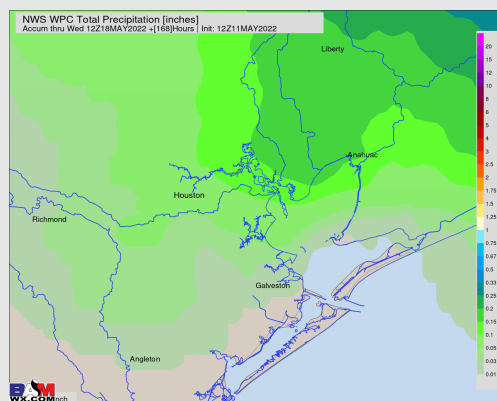 NWS WPC Total Precipitation [inches]
Accum thru Wed 12Z18MAY2022 +[168]Hours | Init: 12Z11MAY2022
Liberty
Anahuac
Houston
Richmond
Galveston
Angleton
20
15
12
10
8
6
5
4
3
2.5
2
1.75
1.5
1.25
1
0.75
0.67
0.5
0.33
0.25
0.2
0.15
0.1
0.05
0.03
0.01
BAM
WX.COM